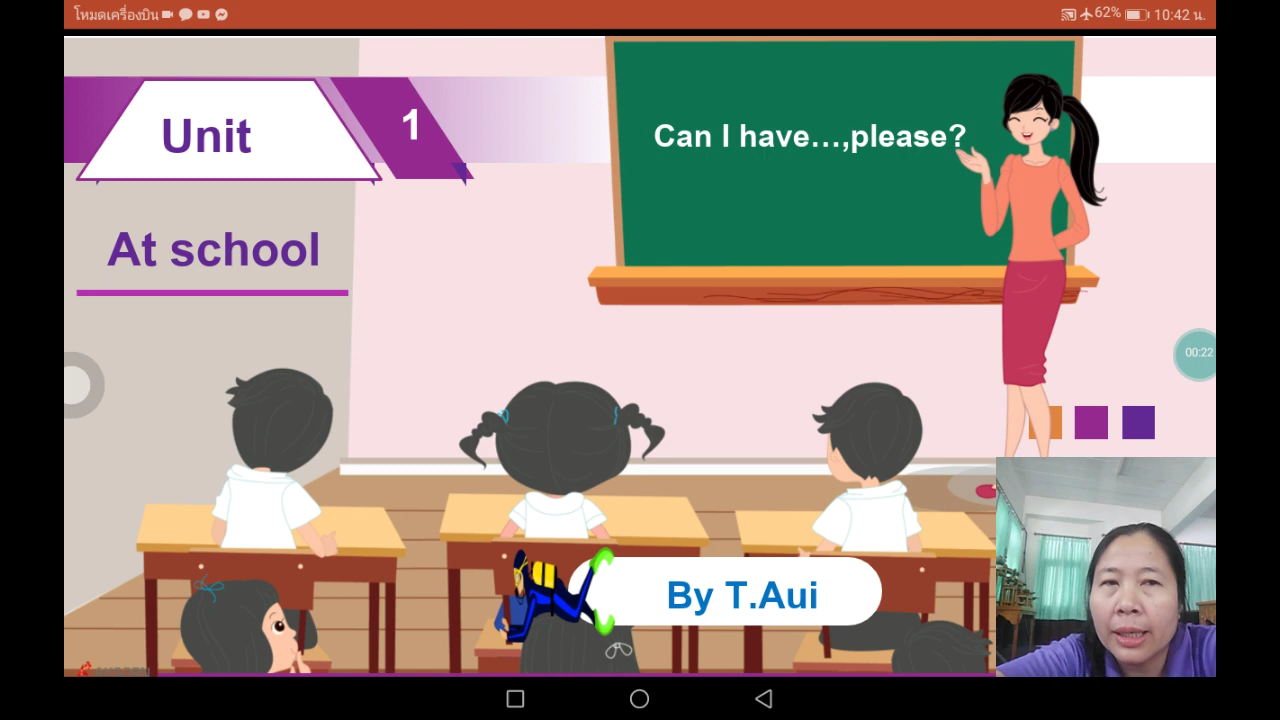 โหมดเครื่องบิน
62% 10:42 น.
Unit
1
Can I have...,please?
At school
00:22
By T.Aui